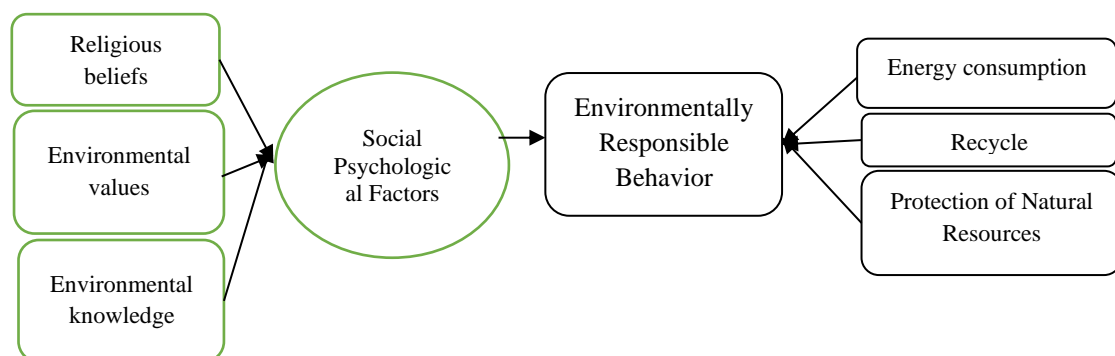 Religious
beliefs
Environmental
values
Environmental
knowledge
Social
Psychologic
al Factors
Environmentally
Responsible
Behavior
Energy consumption
Recycle
Protection of Natural
Resources